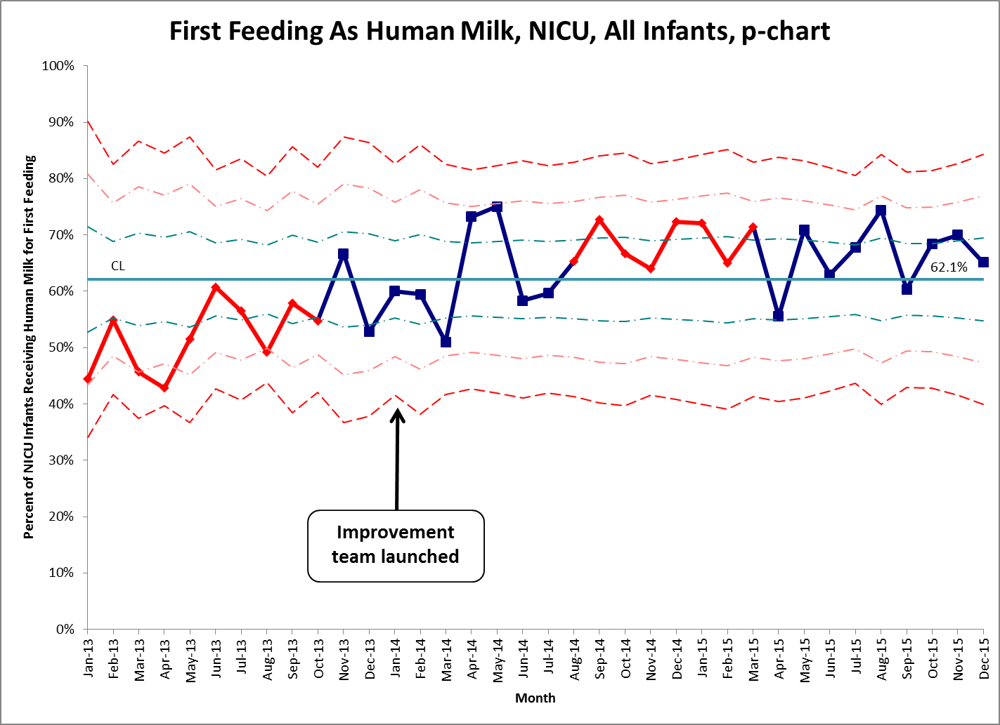 First Feeding As Human Milk, NICU, All Infants, p-chart
Percent of NICU Infants Receiving Human Milk for First Feeding
100%
90%
80%
70%
60%
50%
40%
30%
20%
10%
0%
CL
62.1%
Improvement
team launched
Jan-13
Feb-13
Mar-13
Apr-13
May-13
Jun-13
Jul-13
Aug-13
Sep-13
Oct-13
Nov-13
Dec-13
Jan-14
Feb-14
Mar-14
Apr-14
May-14
Jun-14
Jul-14
Aug-14
Sep-14
Oct-14
Nov-14
Dec-14
Jan-15
Feb-15
Mar-15
Apr-15
May-15
Jun-15
Jul-15
Aug-15
Sep-15
Oct-15
Nov-15
Dec-15
Month